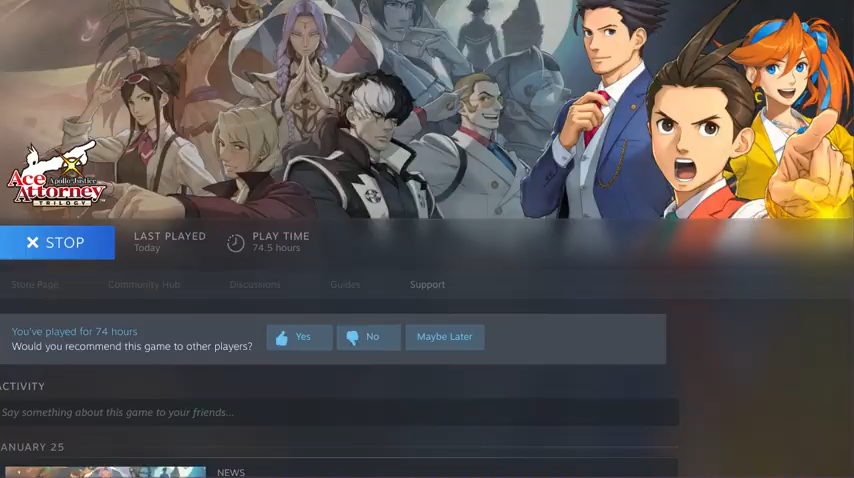 Apollo Justice
Ace
Attorney
TRILOGY
STOP
LAST PLAYED
Today
PLAY TIME
74.5 hours
Store Page
Community Hub
Discussions
Guides
Support
You've played for 74 hours
Would you recommend this game to other players?
Yes
No
Maybe Later
CTIVITY
Say something about this game to your friends...
ANUARY 25
NEWS